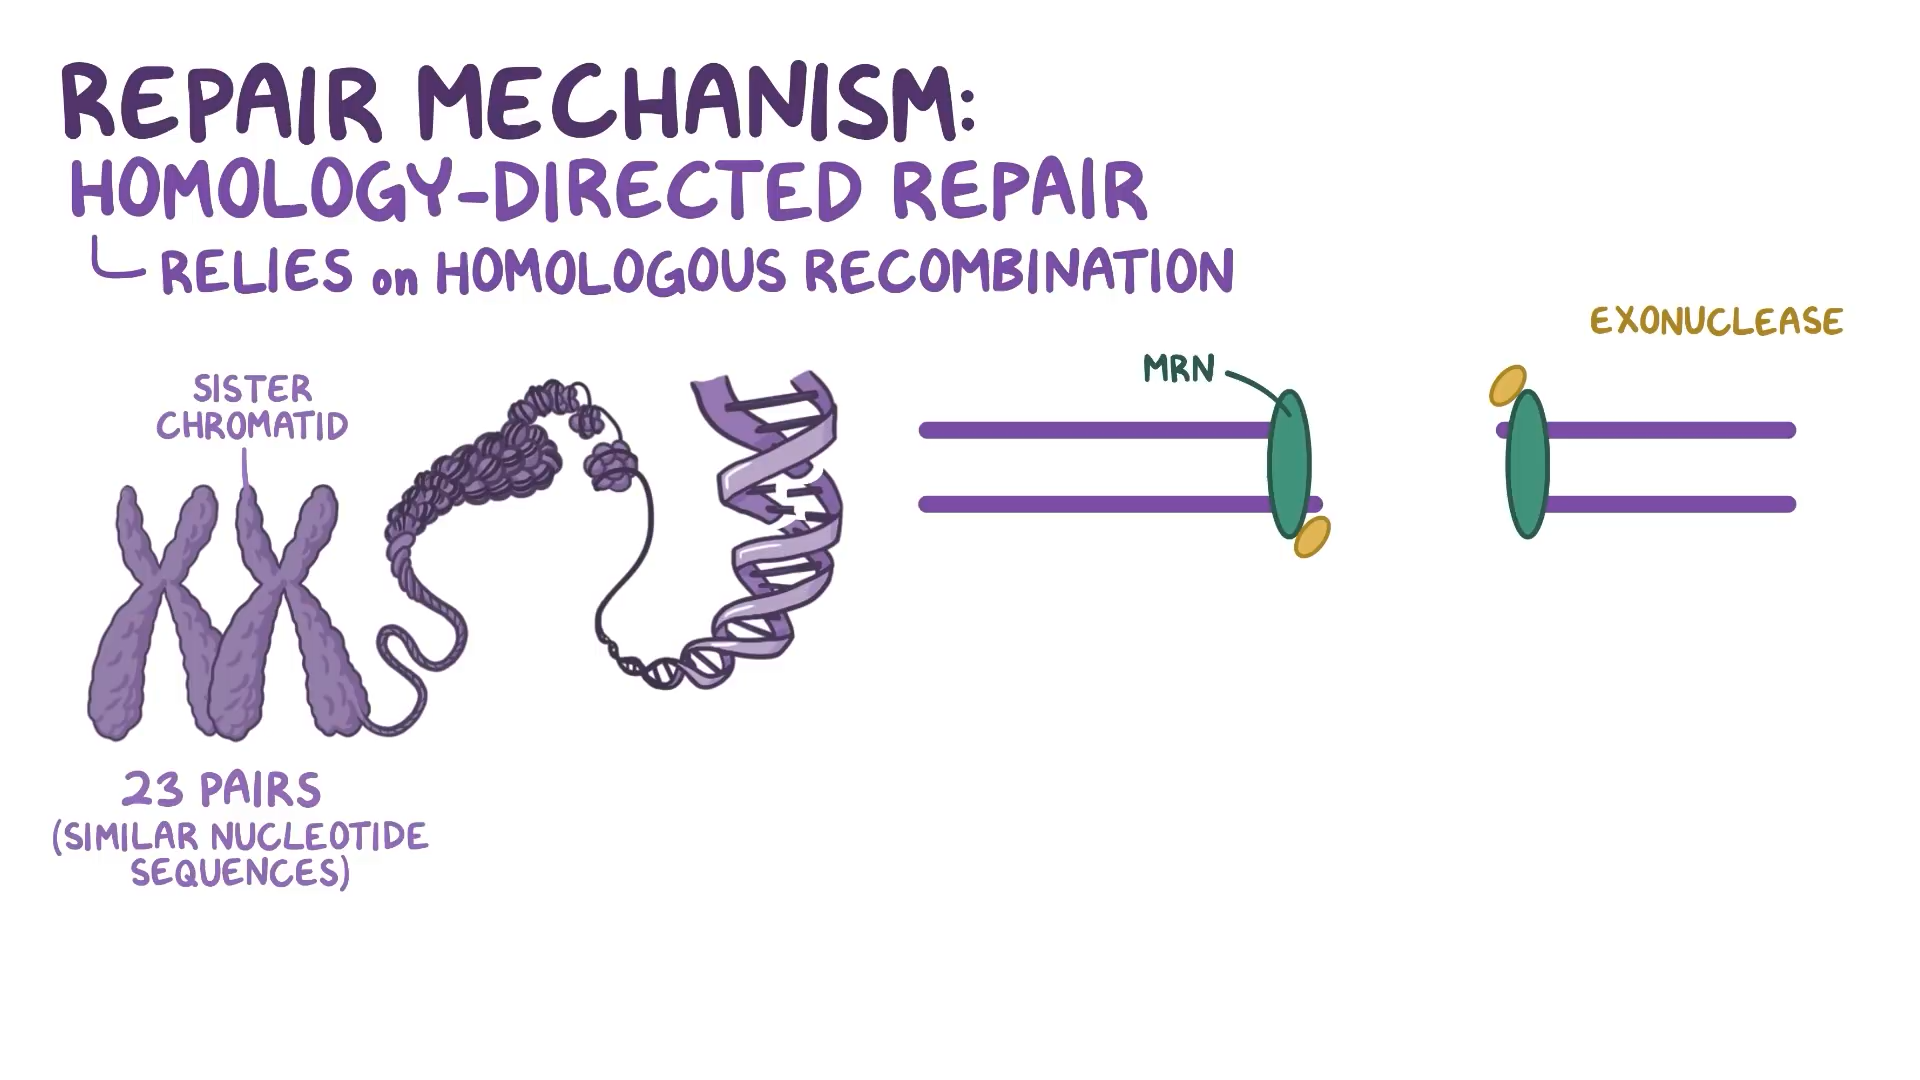 REPAIR MECHANISM:
HOMOLOGY-DIRECTED REPAIR
RELIES on HOMOLOGOUS RECOMBINATION
EXONUCLEASE
MRN
SISTER
CHROMATID
23 PAIRS
(SIMILAR NUCLEOTIDE
SEQUENCES)